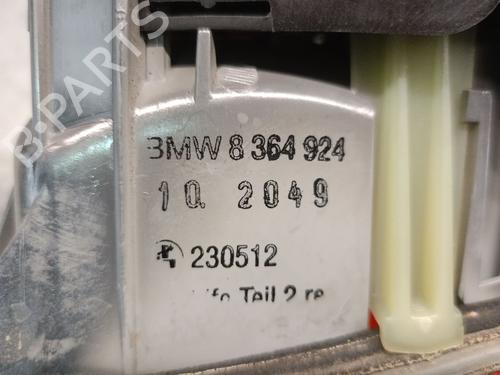 BMW 8 364 924
10. 2049
230512
Teil 2 re
B-PARTS